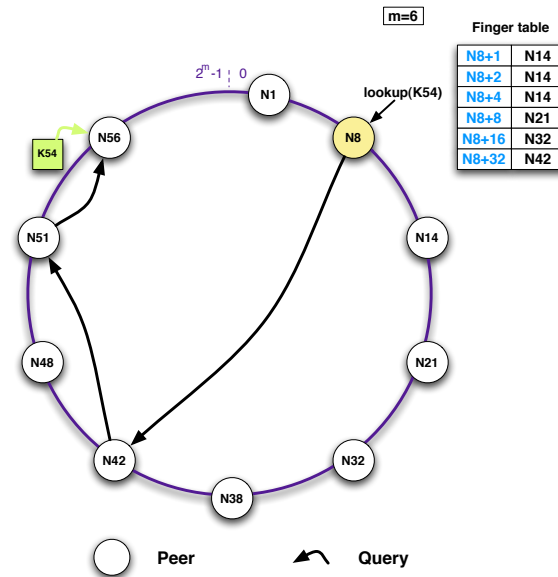 m=6
Finger table
2^m-1 0
N8+1 N14
N8+2 N14
N8+4 N14
N8+8 N21
N8+16 N32
N8+32 N42
lookup(K54)
N1
N8
N56
K54
N51
N14
N48
N21
N42
N32
N38
Peer
Query